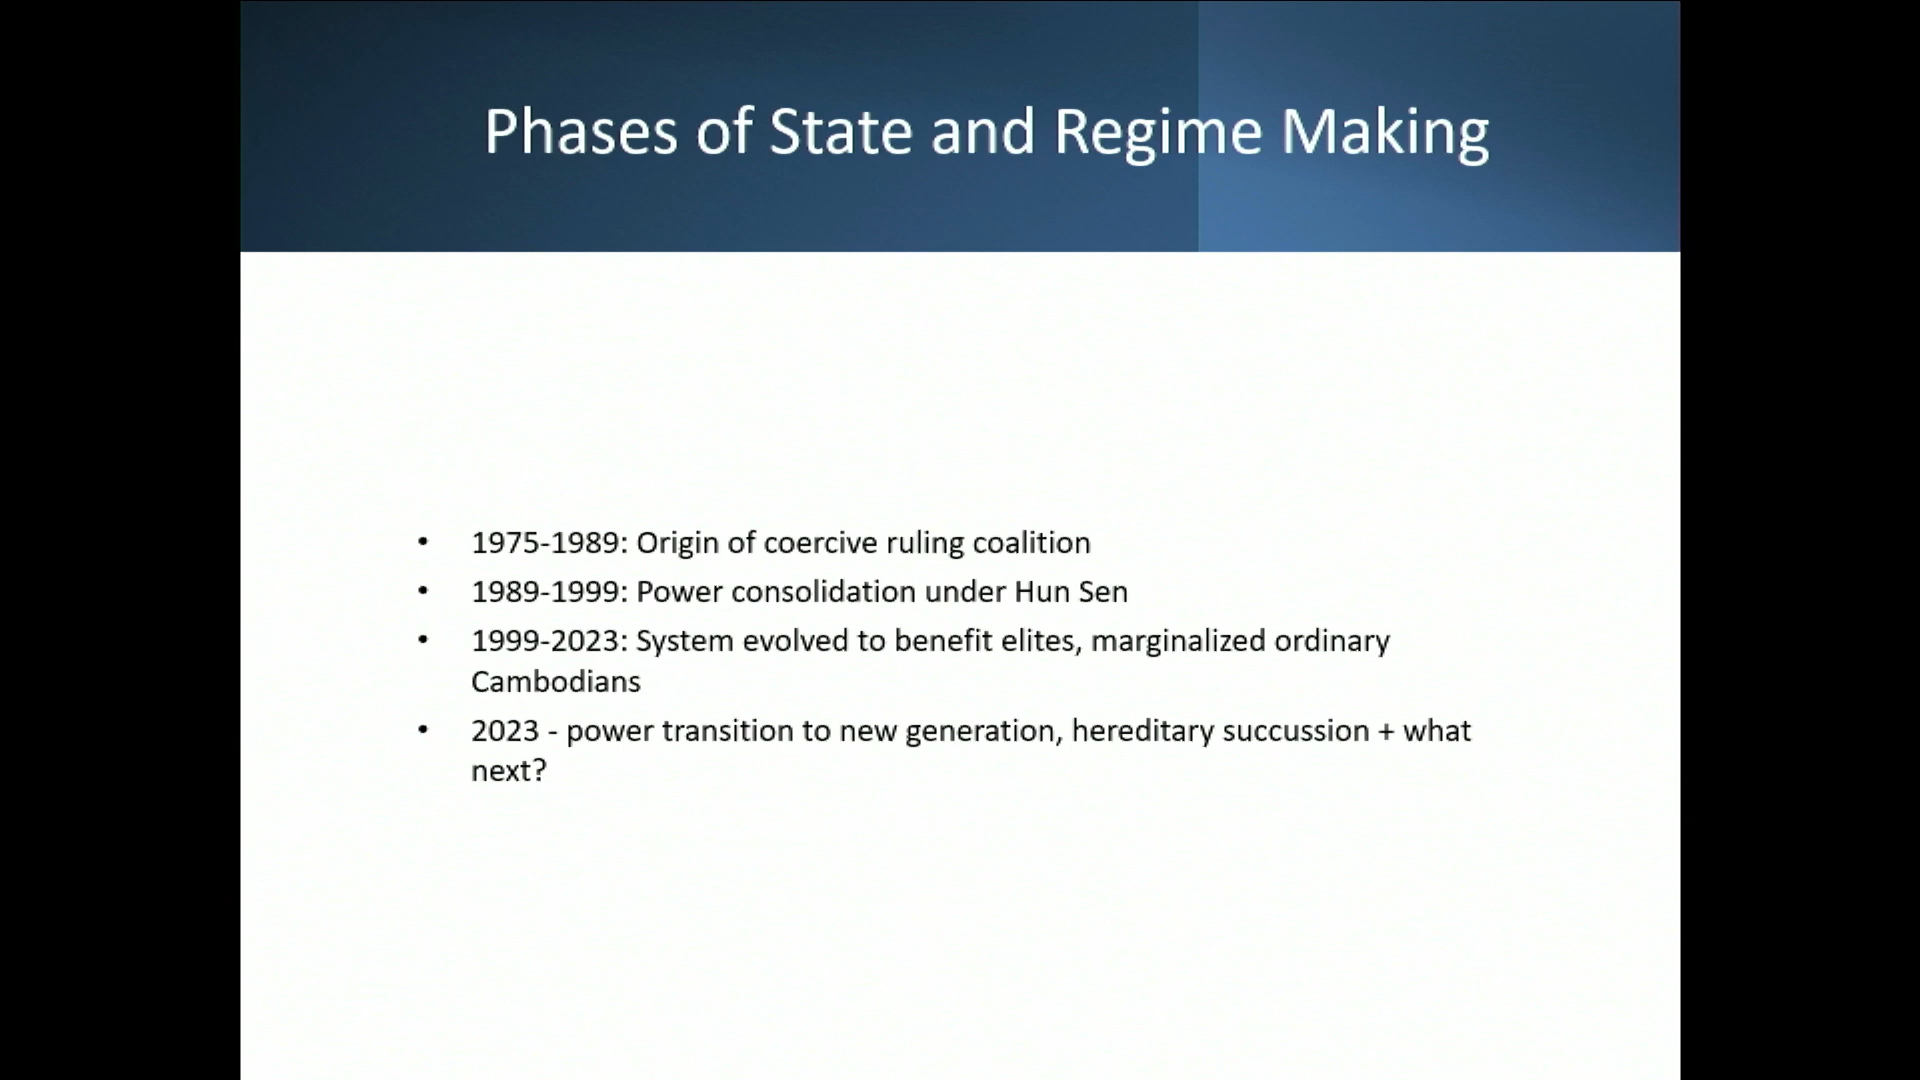 Phases of State and Regime Making
• 1975-1989: Origin of coercive ruling coalition
• 1989-1999: Power consolidation under Hun Sen
• 1999-2023: System evolved to benefit elites, marginalized ordinary
Cambodians
• 2023 - power transition to new generation, hereditary succussion + what
next?